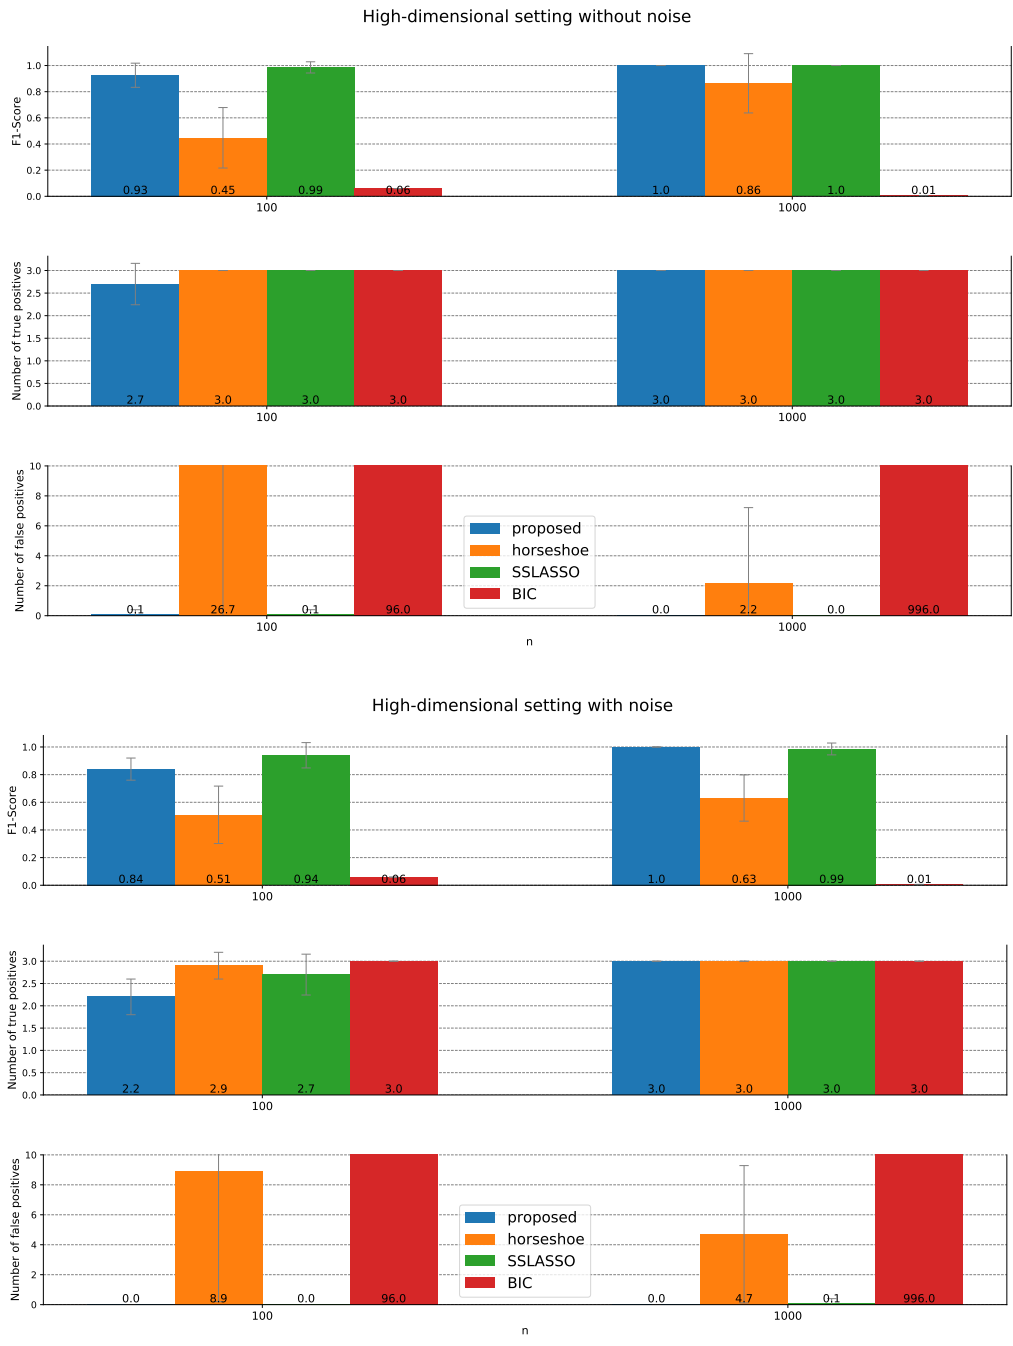 High-dimensional setting without noise
F1-Score
1.0
0.8
0.6
0.4
0.2
0.0
0.93 0.45 0.99 0.06 1.0 0.86 1.0 0.01
100 1000
Number of true positives
3.0
2.5
2.0
1.5
1.0
0.5
0.0
2.7 3.0 3.0 3.0 3.0 3.0 3.0 3.0
100 1000
Number of false positives
10
8
6
4
2
0
proposed
horseshoe
SSLASSO
BIC
0.1 26.7 0.1 96.0 0.0 2.2 0.0 996.0
100 1000
n
High-dimensional setting with noise
F1-Score
1.0
0.8
0.6
0.4
0.2
0.0
0.84 0.51 0.94 0.06 1.0 0.63 0.99 0.01
100 1000
Number of true positives
3.0
2.5
2.0
1.5
1.0
0.5
0.0
2.2 2.9 2.7 3.0 3.0 3.0 3.0 3.0
100 1000
Number of false positives
10
8
6
4
2
0
proposed
horseshoe
SSLASSO
BIC
0.0 8.9 0.0 96.0 0.0 4.7 0.1 996.0
100 1000
n